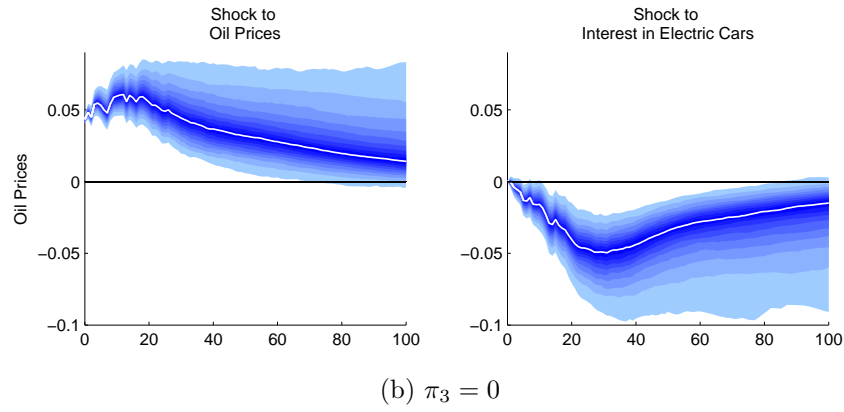 Shock to
Oil Prices
Shock to
Interest in Electric Cars
Oil Prices
0.05
0
−0.05
−0.1
0 20 40 60 80 100
0.05
0
−0.05
−0.1
0 20 40 60 80 100
(b) π₃ = 0